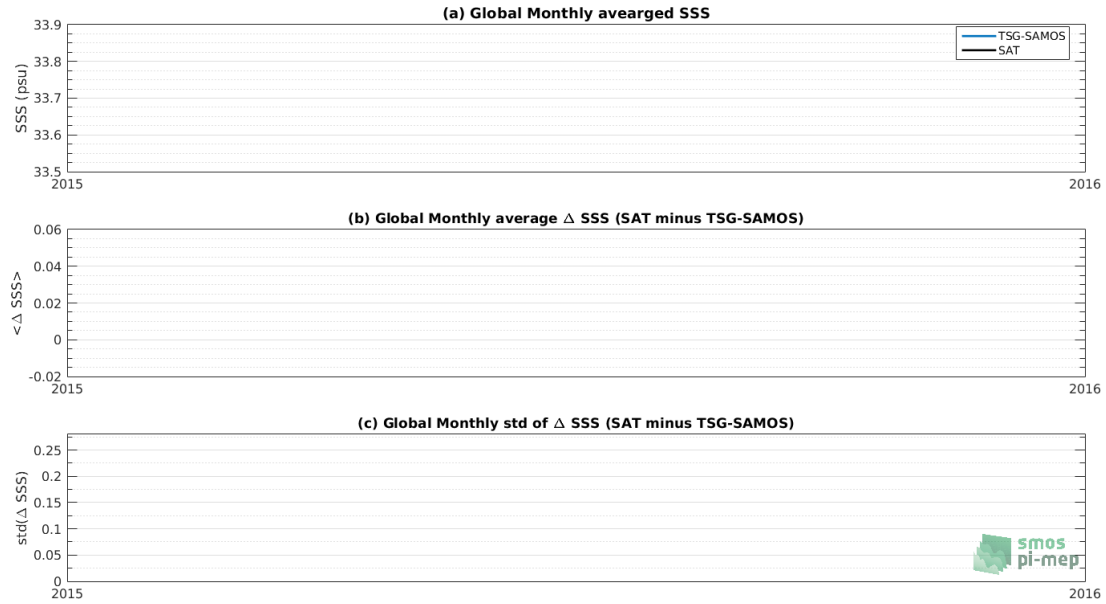 (a) Global Monthly avearged SSS
33.9
33.8
33.7
33.6
33.5
SSS (psu)
TSG-SAMOS
SAT
2015 2016
(b) Global Monthly average Δ SSS (SAT minus TSG-SAMOS)
0.06
0.04
0.02
0
-0.02
<Δ SSS>
2015 2016
(c) Global Monthly std of Δ SSS (SAT minus TSG-SAMOS)
0.25
0.2
0.15
0.1
0.05
0
std(Δ SSS)
smos
pi-mep
2015 2016